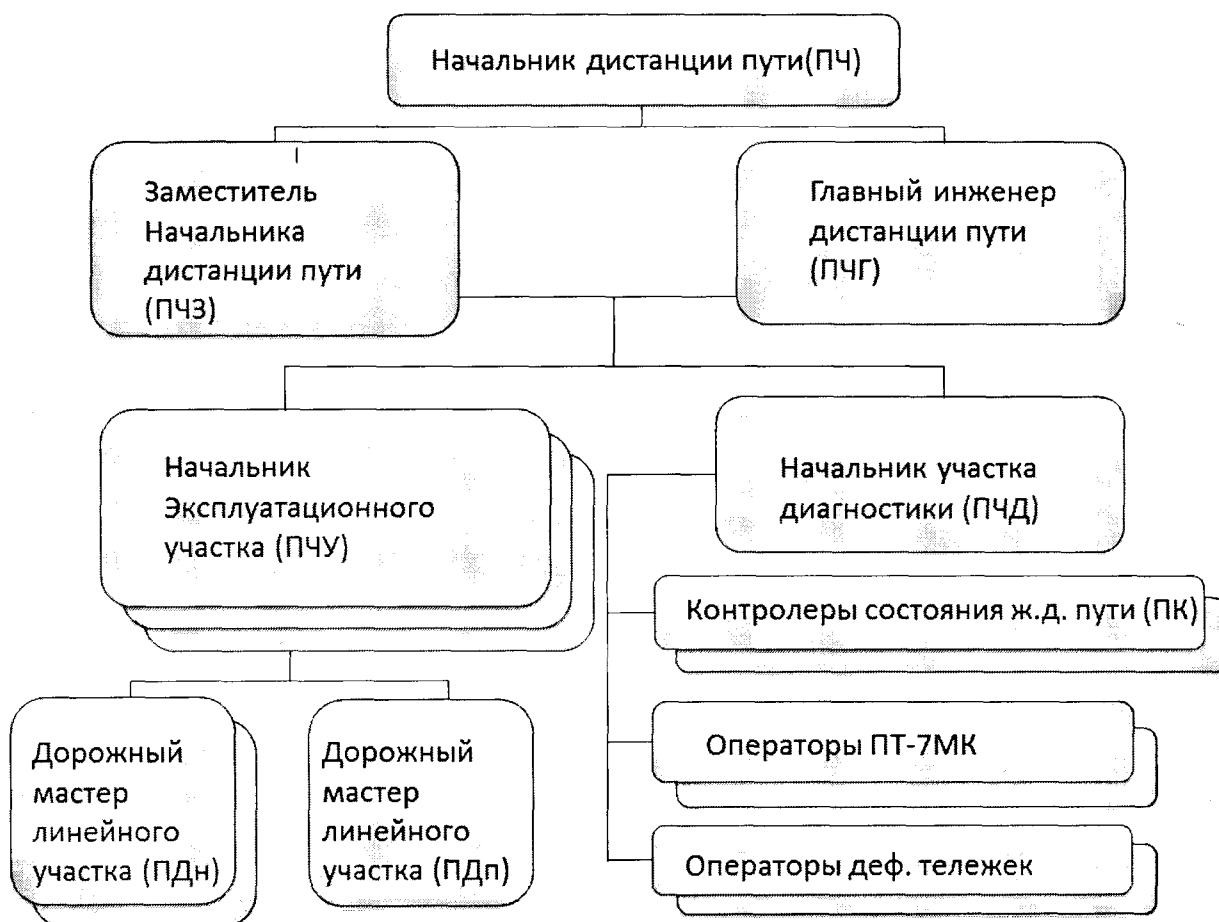 Начальник дистанции пути(ПЧ)
Заместитель
Начальника
дистанции пути
(ПЧЗ)
Главный инженер
дистанции пути
(ПЧГ)
Начальник
Эксплуатационного
участка (ПЧУ)
Начальник участка
диагностики (ПЧД)
Контролеры состояния ж.д. пути (ПК)
Операторы ПТ-7МК
Операторы деф. тележек
Дорожный
мастер
линейного
участка (ПДн)
Дорожный
мастер
линейного
участка (ПДп)